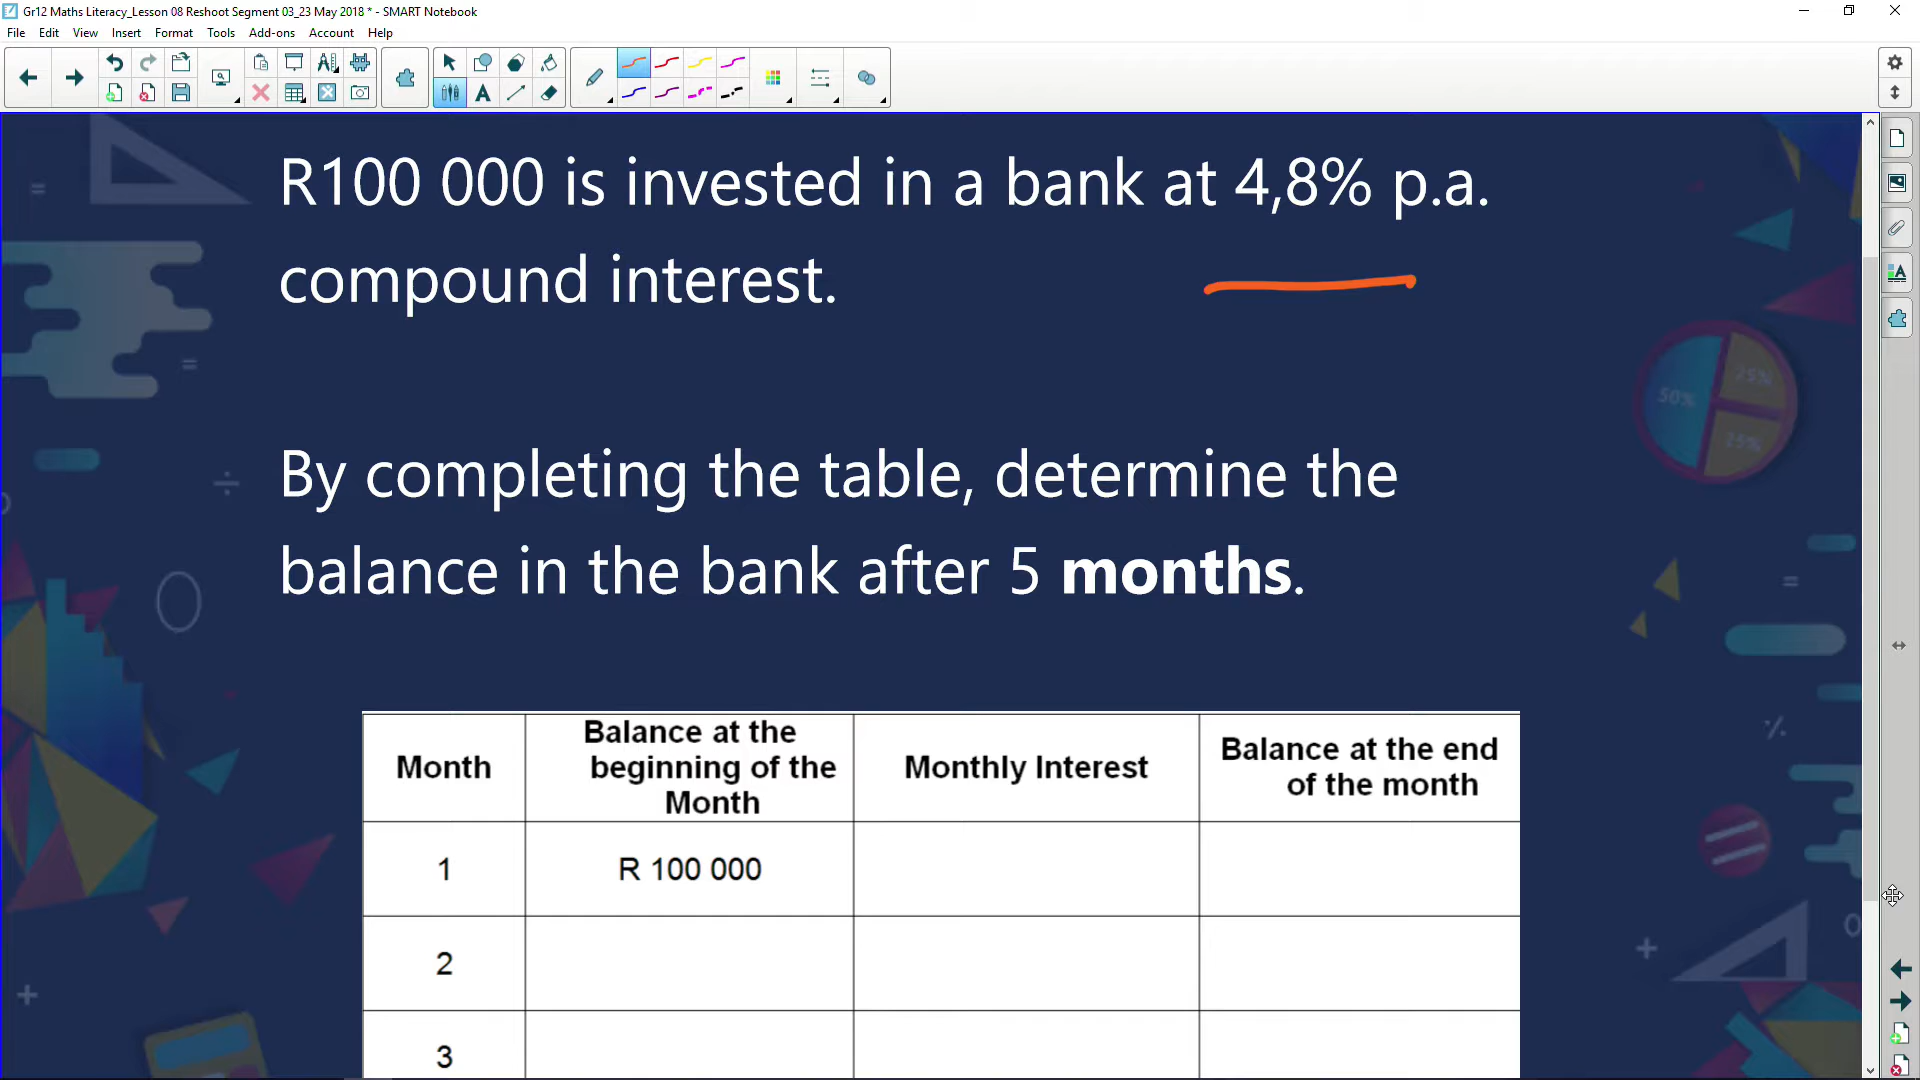 Gr12 Maths Literacy_Lesson 08 Reshoot Segment 03_23 May 2018 * - SMART Notebook
File Edit View Insert Format Tools Add-ons Account Help
R100 000 is invested in a bank at 4,8% p.a.
compound interest.
By completing the table, determine the
balance in the bank after 5 months.
50%
25%
25%
Month
Balance at the
beginning of the
Month
Monthly Interest
Balance at the end
of the month
1
R 100 000
2
3